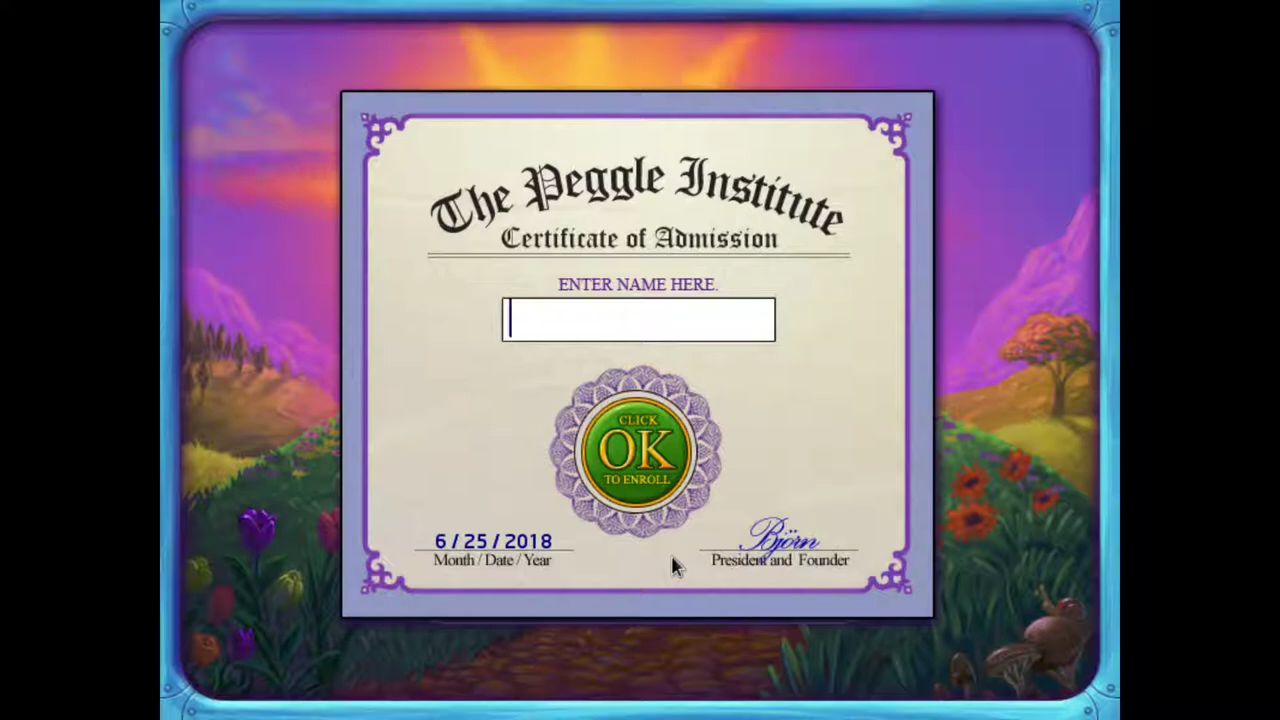 The Peggle Institute
Certificate of Admission
ENTER NAME HERE.
CLICK
OK
TO ENROLL
6 / 25 / 2018
Björn
Month / Date / Year
President and Founder